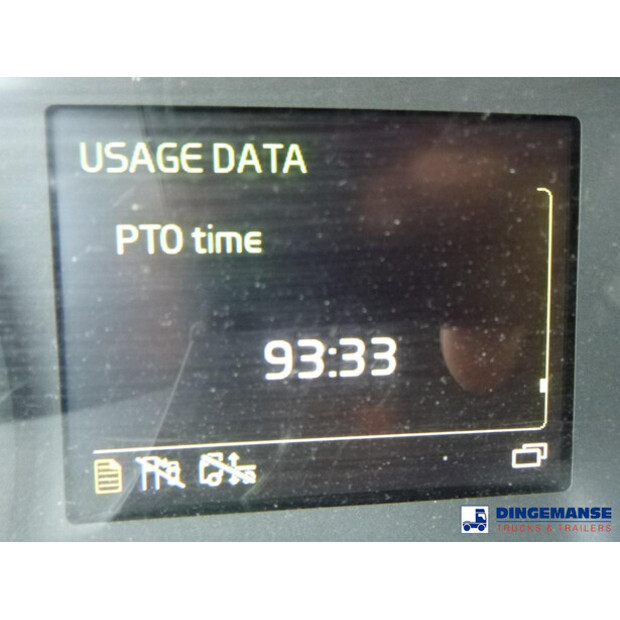 USAGE DATA
PTO time
93:33
DINGEMANSE
TRUCKS & TRAILERS